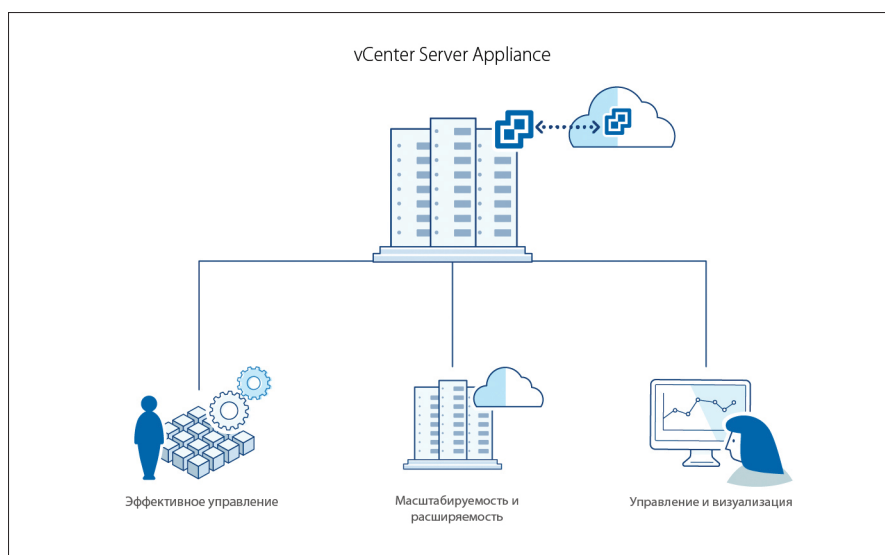 vCenter Server Appliance
Эффективное управление
Масштабируемость и
расширяемость
Управление и визуализация